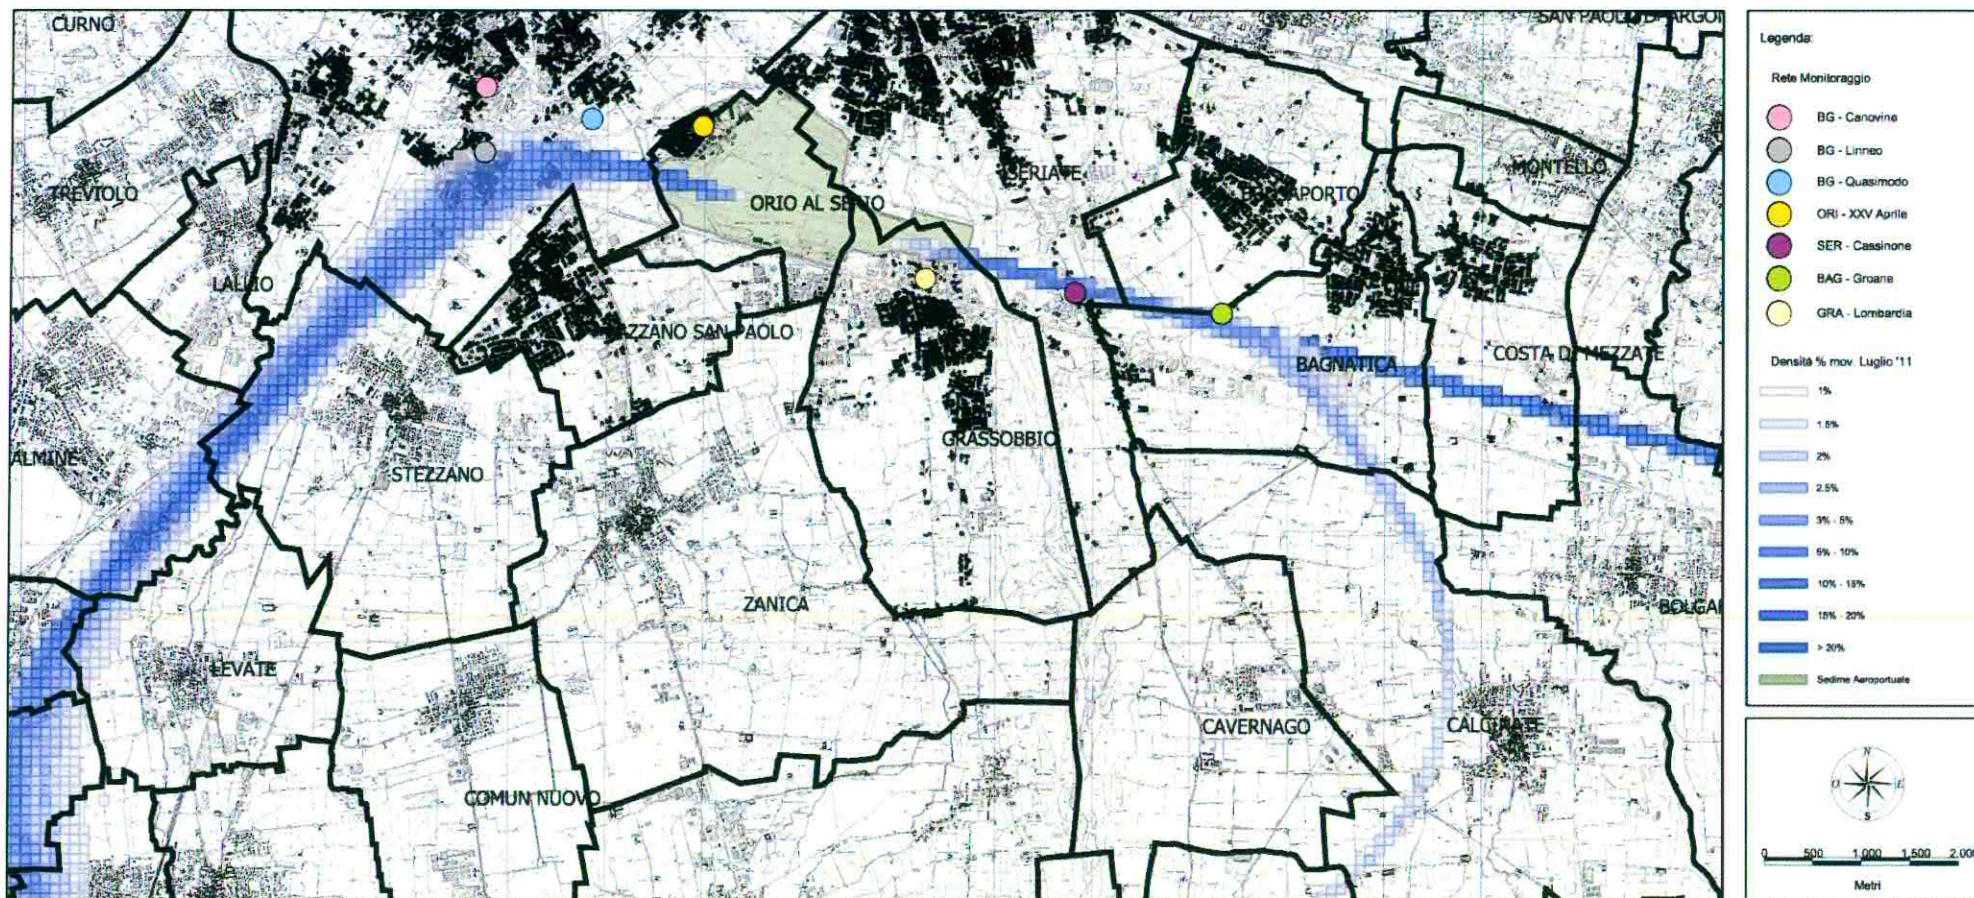 CURNO
SAN PAOLO D'ARGON
TREVIOLO
SERIATE
MONTELLO
ORIO AL SERIO
LALLIO
ZZANO SAN PAOLO
BAGNATICA
COSTA DI MEZZATE
GRASSOBBIO
ALMINE
STEZZANO
ZANICA
BOLGAR
LEVATE
CAVERNAGO
CALCINATE
COMUN NUOVO
Legenda:
Rete Monitoraggio
BG - Canovine
BG - Linneo
BG - Quasimodo
ORI - XXV Aprile
SER - Cassinone
BAG - Groane
GRA - Lombardia
Densità % mov. Luglio '11
1%
1.5%
2%
2.5%
3% - 5%
5% - 10%
10% - 15%
15% - 20%
> 20%
Sedime Aeroportuale
N
O E
S
0 500 1.000 1.500 2.000
Metri